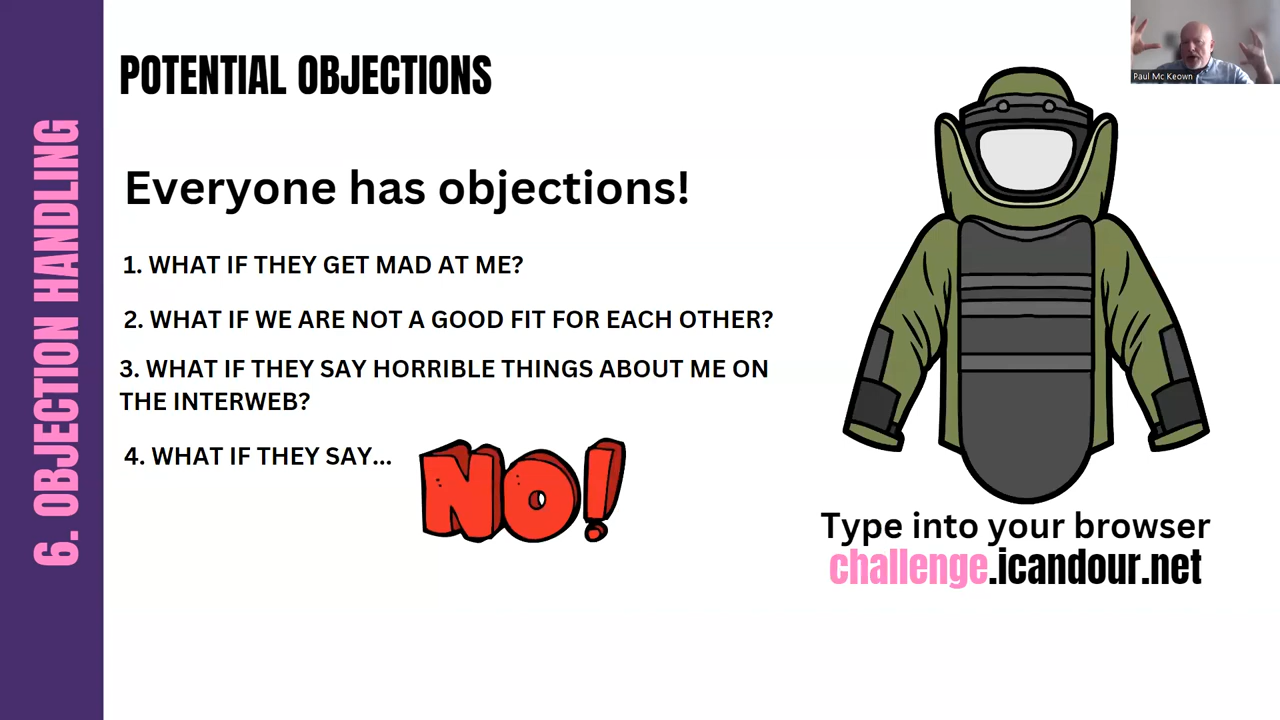 POTENTIAL OBJECTIONS
6. OBJECTION HANDLING
Everyone has objections!
1. WHAT IF THEY GET MAD AT ME?
2. WHAT IF WE ARE NOT A GOOD FIT FOR EACH OTHER?
3. WHAT IF THEY SAY HORRIBLE THINGS ABOUT ME ON
THE INTERWEB?
4. WHAT IF THEY SAY...
NO!
Type into your browser
challenge.icandour.net
Paul Mc Keown